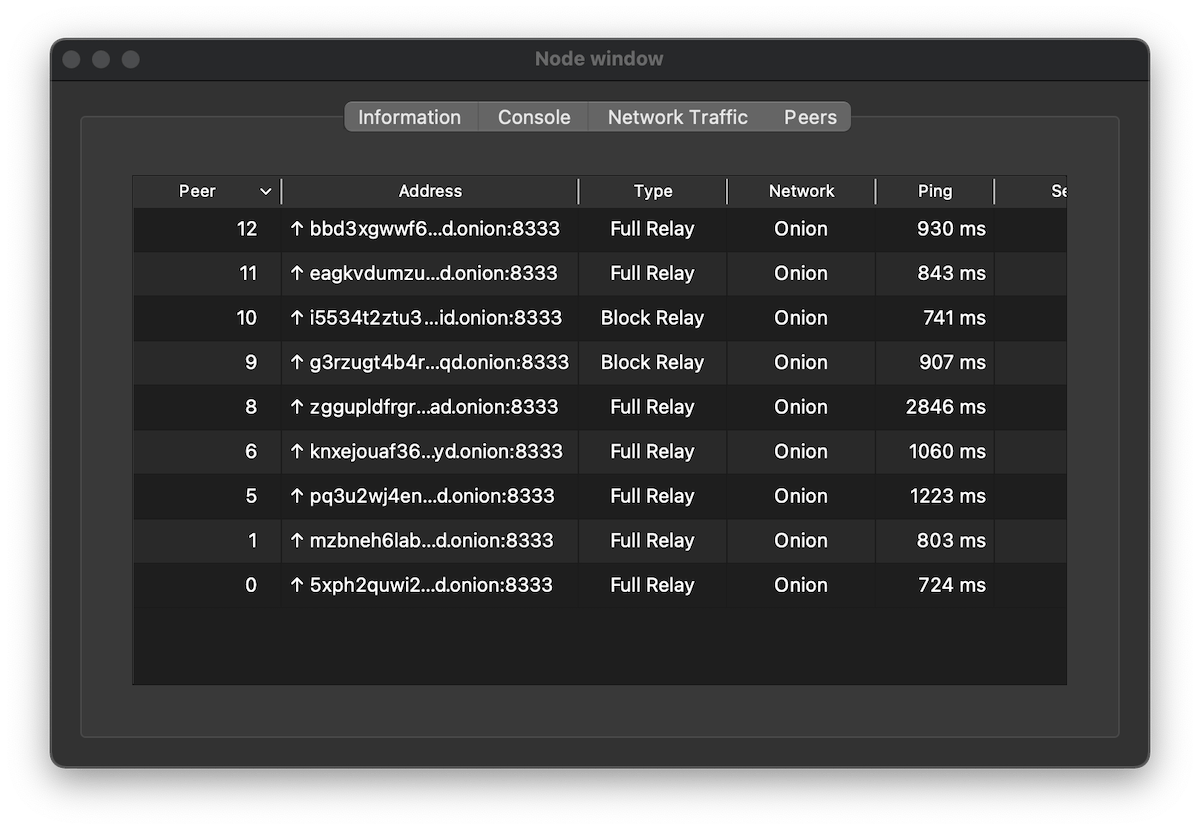 Node window
Information Console Network Traffic Peers
Peer Address Type Network Ping Se
12 ↑ bbd3xgwwf6...d.onion:8333 Full Relay Onion 930 ms
11 ↑ eagkvdumzu...d.onion:8333 Full Relay Onion 843 ms
10 ↑ i5534t2ztu3...id.onion:8333 Block Relay Onion 741 ms
9 ↑ g3rzugt4b4r...qd.onion:8333 Block Relay Onion 907 ms
8 ↑ zggupldfrgr...ad.onion:8333 Full Relay Onion 2846 ms
6 ↑ knxejouaf36...yd.onion:8333 Full Relay Onion 1060 ms
5 ↑ pq3u2wj4en...d.onion:8333 Full Relay Onion 1223 ms
1 ↑ mzbneh6lab...d.onion:8333 Full Relay Onion 803 ms
0 ↑ 5xph2quwi2...d.onion:8333 Full Relay Onion 724 ms